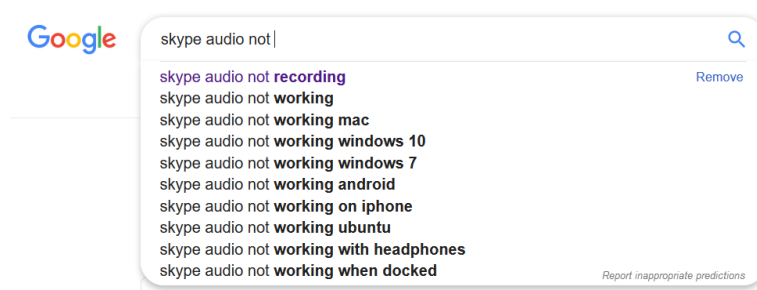 Google
skype audio not
skype audio not recording Remove
skype audio not working
skype audio not working mac
skype audio not working windows 10
skype audio not working windows 7
skype audio not working android
skype audio not working on iphone
skype audio not working ubuntu
skype audio not working with headphones
skype audio not working when docked
Report inappropriate predictions